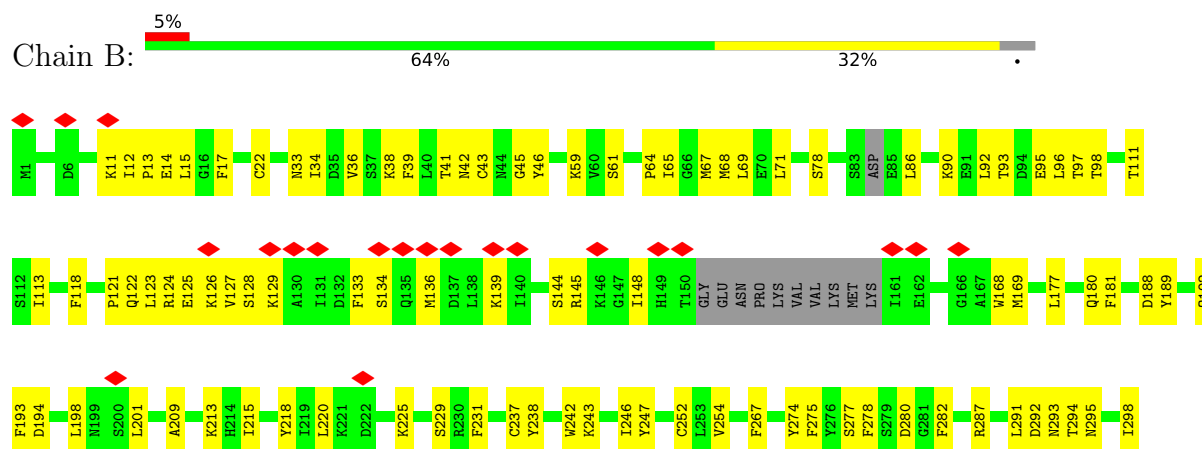 5%
Chain B:
64% 32% •
M1 D6 K11 I12 P13 E14 L15 G16 F17 C22 N33 I34 D35 V36 S37 K38 F39 L40 T41 N42 C43 N44 G45 Y46 K59 V60 S61 P64 I65 G66 M67 M68 L69 E70 L71 S78 S83 ASP E85 L86 K90 E91 L92 T93 D94 E95 L96 T97 T98 T111
S112 I113 F118 P121 Q122 L123 R124 E125 K126 V127 S128 K129 A130 I131 D132 F133 S134 Q135 M136 D137 L138 K139 I140 S144 R145 K146 G147 I148 H149 T150 GLY GLU ASN PRO LYS VAL VAL LYS MET LYS I161 E162 G166 A167 W168 M169 L177 Q180 F181 D188 Y189
F193 D194 L198 N199 S200 L201 A209 K213 H214 I215 Y218 I219 L220 K221 D222 K225 S229 R230 F231 C237 Y238 W242 K243 I246 Y247 C252 L253 V254 F267 Y274 F275 Y276 S277 F278 S279 D280 G281 F282 R287 L291 D292 N293 T294 N295 I298